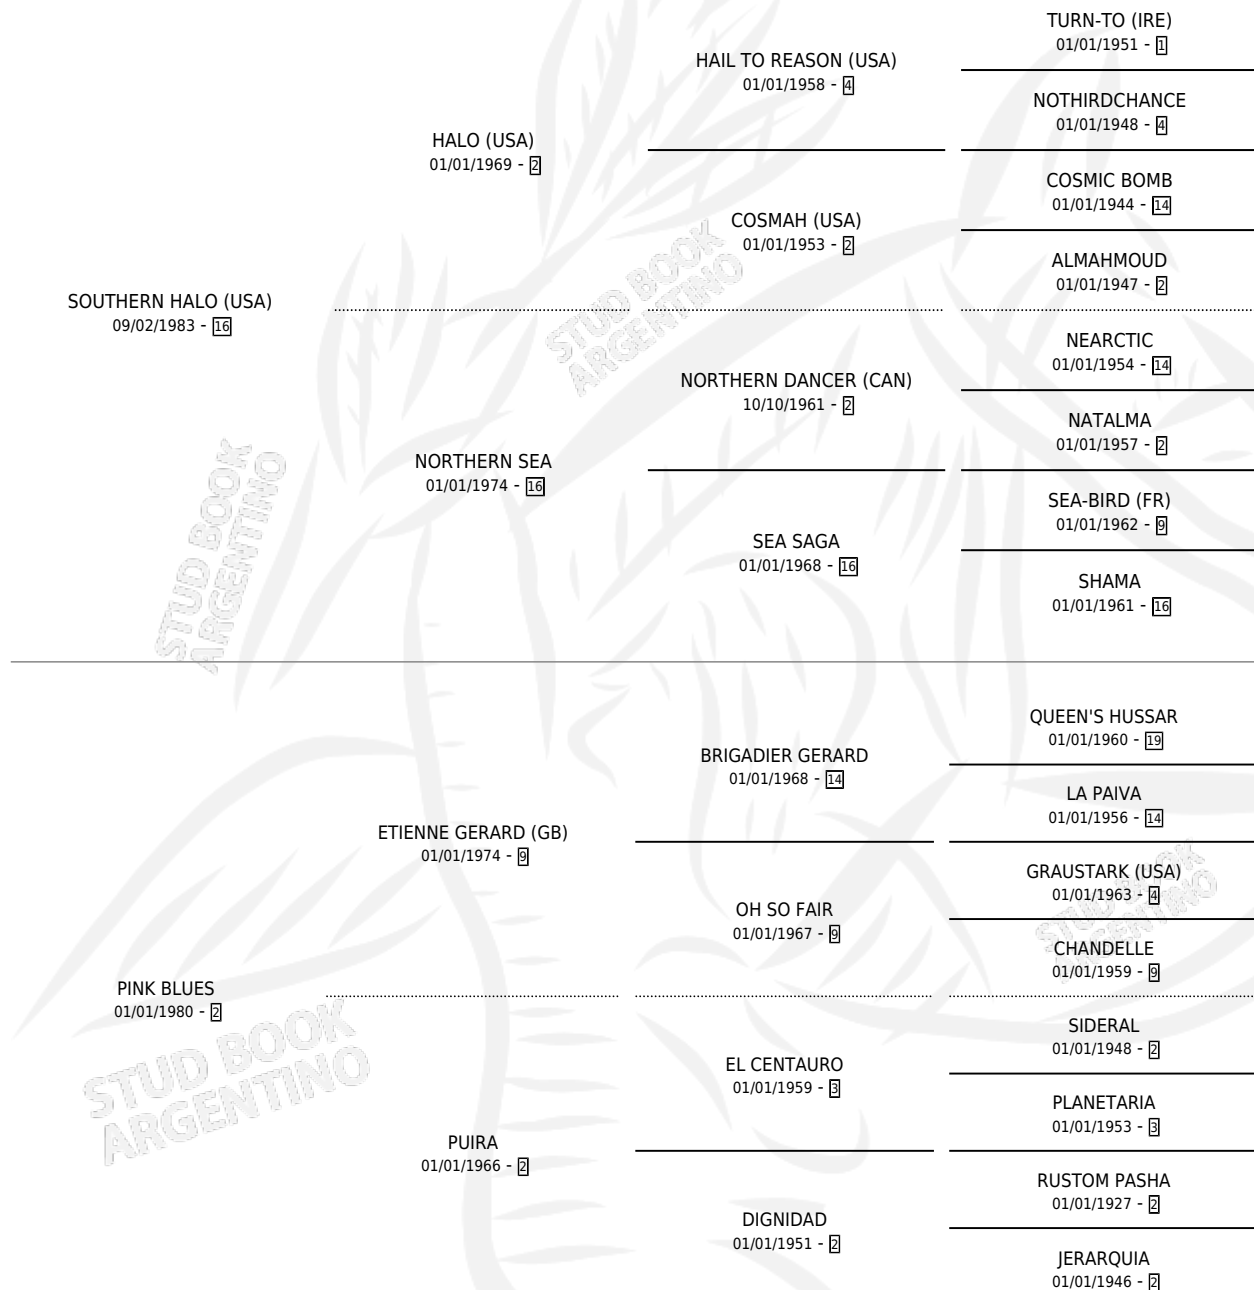 TURN-TO (IRE)
01/01/1951 - 1
HAIL TO REASON (USA)
01/01/1958 - 4
NOTHIRDCHANCE
01/01/1948 - 4
HALO (USA)
01/01/1969 - 2
COSMIC BOMB
01/01/1944 - 14
COSMAH (USA)
01/01/1953 - 2
ALMAHMOUD
01/01/1947 - 2
SOUTHERN HALO (USA)
09/02/1983 - 16
NEARCTIC
01/01/1954 - 14
NORTHERN DANCER (CAN)
10/10/1961 - 2
NATALMA
01/01/1957 - 2
NORTHERN SEA
01/01/1974 - 16
SEA-BIRD (FR)
01/01/1962 - 9
SEA SAGA
01/01/1968 - 16
SHAMA
01/01/1961 - 16
QUEEN'S HUSSAR
01/01/1960 - 19
BRIGADIER GERARD
01/01/1968 - 14
LA PAIVA
01/01/1956 - 14
ETIENNE GERARD (GB)
01/01/1974 - 9
GRAUSTARK (USA)
01/01/1963 - 4
OH SO FAIR
01/01/1967 - 9
CHANDELLE
01/01/1959 - 9
PINK BLUES
01/01/1980 - 2
SIDERAL
01/01/1948 - 2
EL CENTAURO
01/01/1959 - 3
PLANETARIA
01/01/1953 - 3
PUIRA
01/01/1966 - 2
RUSTOM PASHA
01/01/1927 - 2
DIGNIDAD
01/01/1951 - 2
JERARQUIA
01/01/1946 - 2
STUD BOOK
ARGENTINO
STUD BOOK
ARGENTINO
STUD BOOK
ARGENTINO
STUD BOOK
ARGENTINO